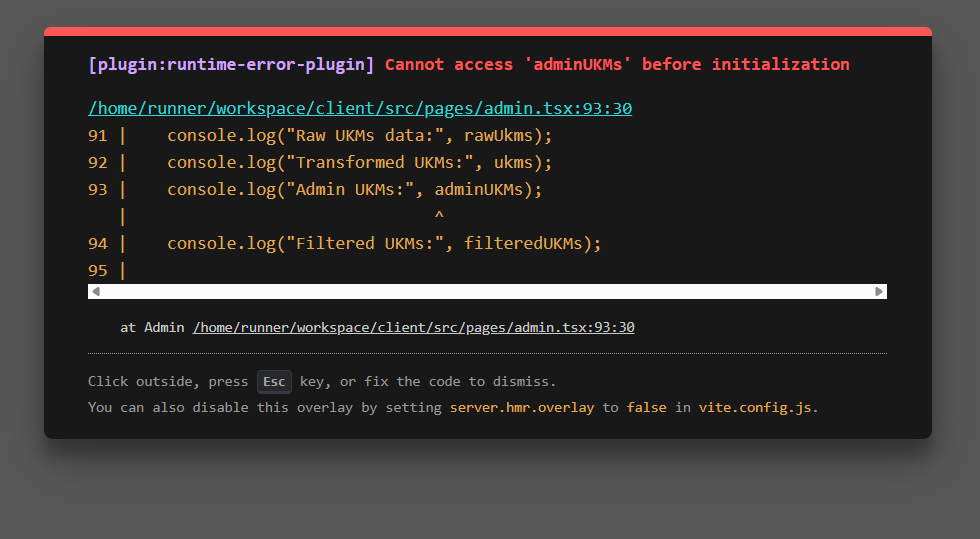 [plugin:runtime-error-plugin] Cannot access 'adminUKMs' before initialization
/home/runner/workspace/client/src/pages/admin.tsx:93:30
91 |    console.log("Raw UKMs data:", rawUkms);
92 |    console.log("Transformed UKMs:", ukms);
93 |    console.log("Admin UKMs:", adminUKMs);
   |                               ^
94 |    console.log("Filtered UKMs:", filteredUKMs);
95 |
at Admin /home/runner/workspace/client/src/pages/admin.tsx:93:30
Click outside, press Esc key, or fix the code to dismiss.
You can also disable this overlay by setting server.hmr.overlay to false in vite.config.js.